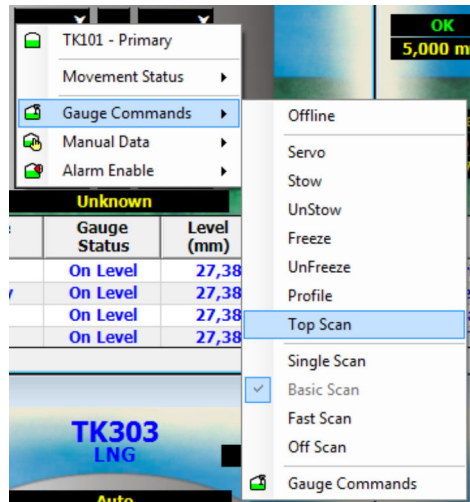 OK
5,000 m
TK101 - Primary
Movement Status
Gauge Commands
Manual Data
Alarm Enable
Offline
Servo
Stow
UnStow
Freeze
UnFreeze
Profile
Top Scan
Single Scan
Basic Scan
Fast Scan
Off Scan
Gauge Commands
Unknown
Gauge Status Level (mm)
On Level 27,38
On Level 27,38
On Level 27,38
On Level 27,38
TK303
LNG
Auto